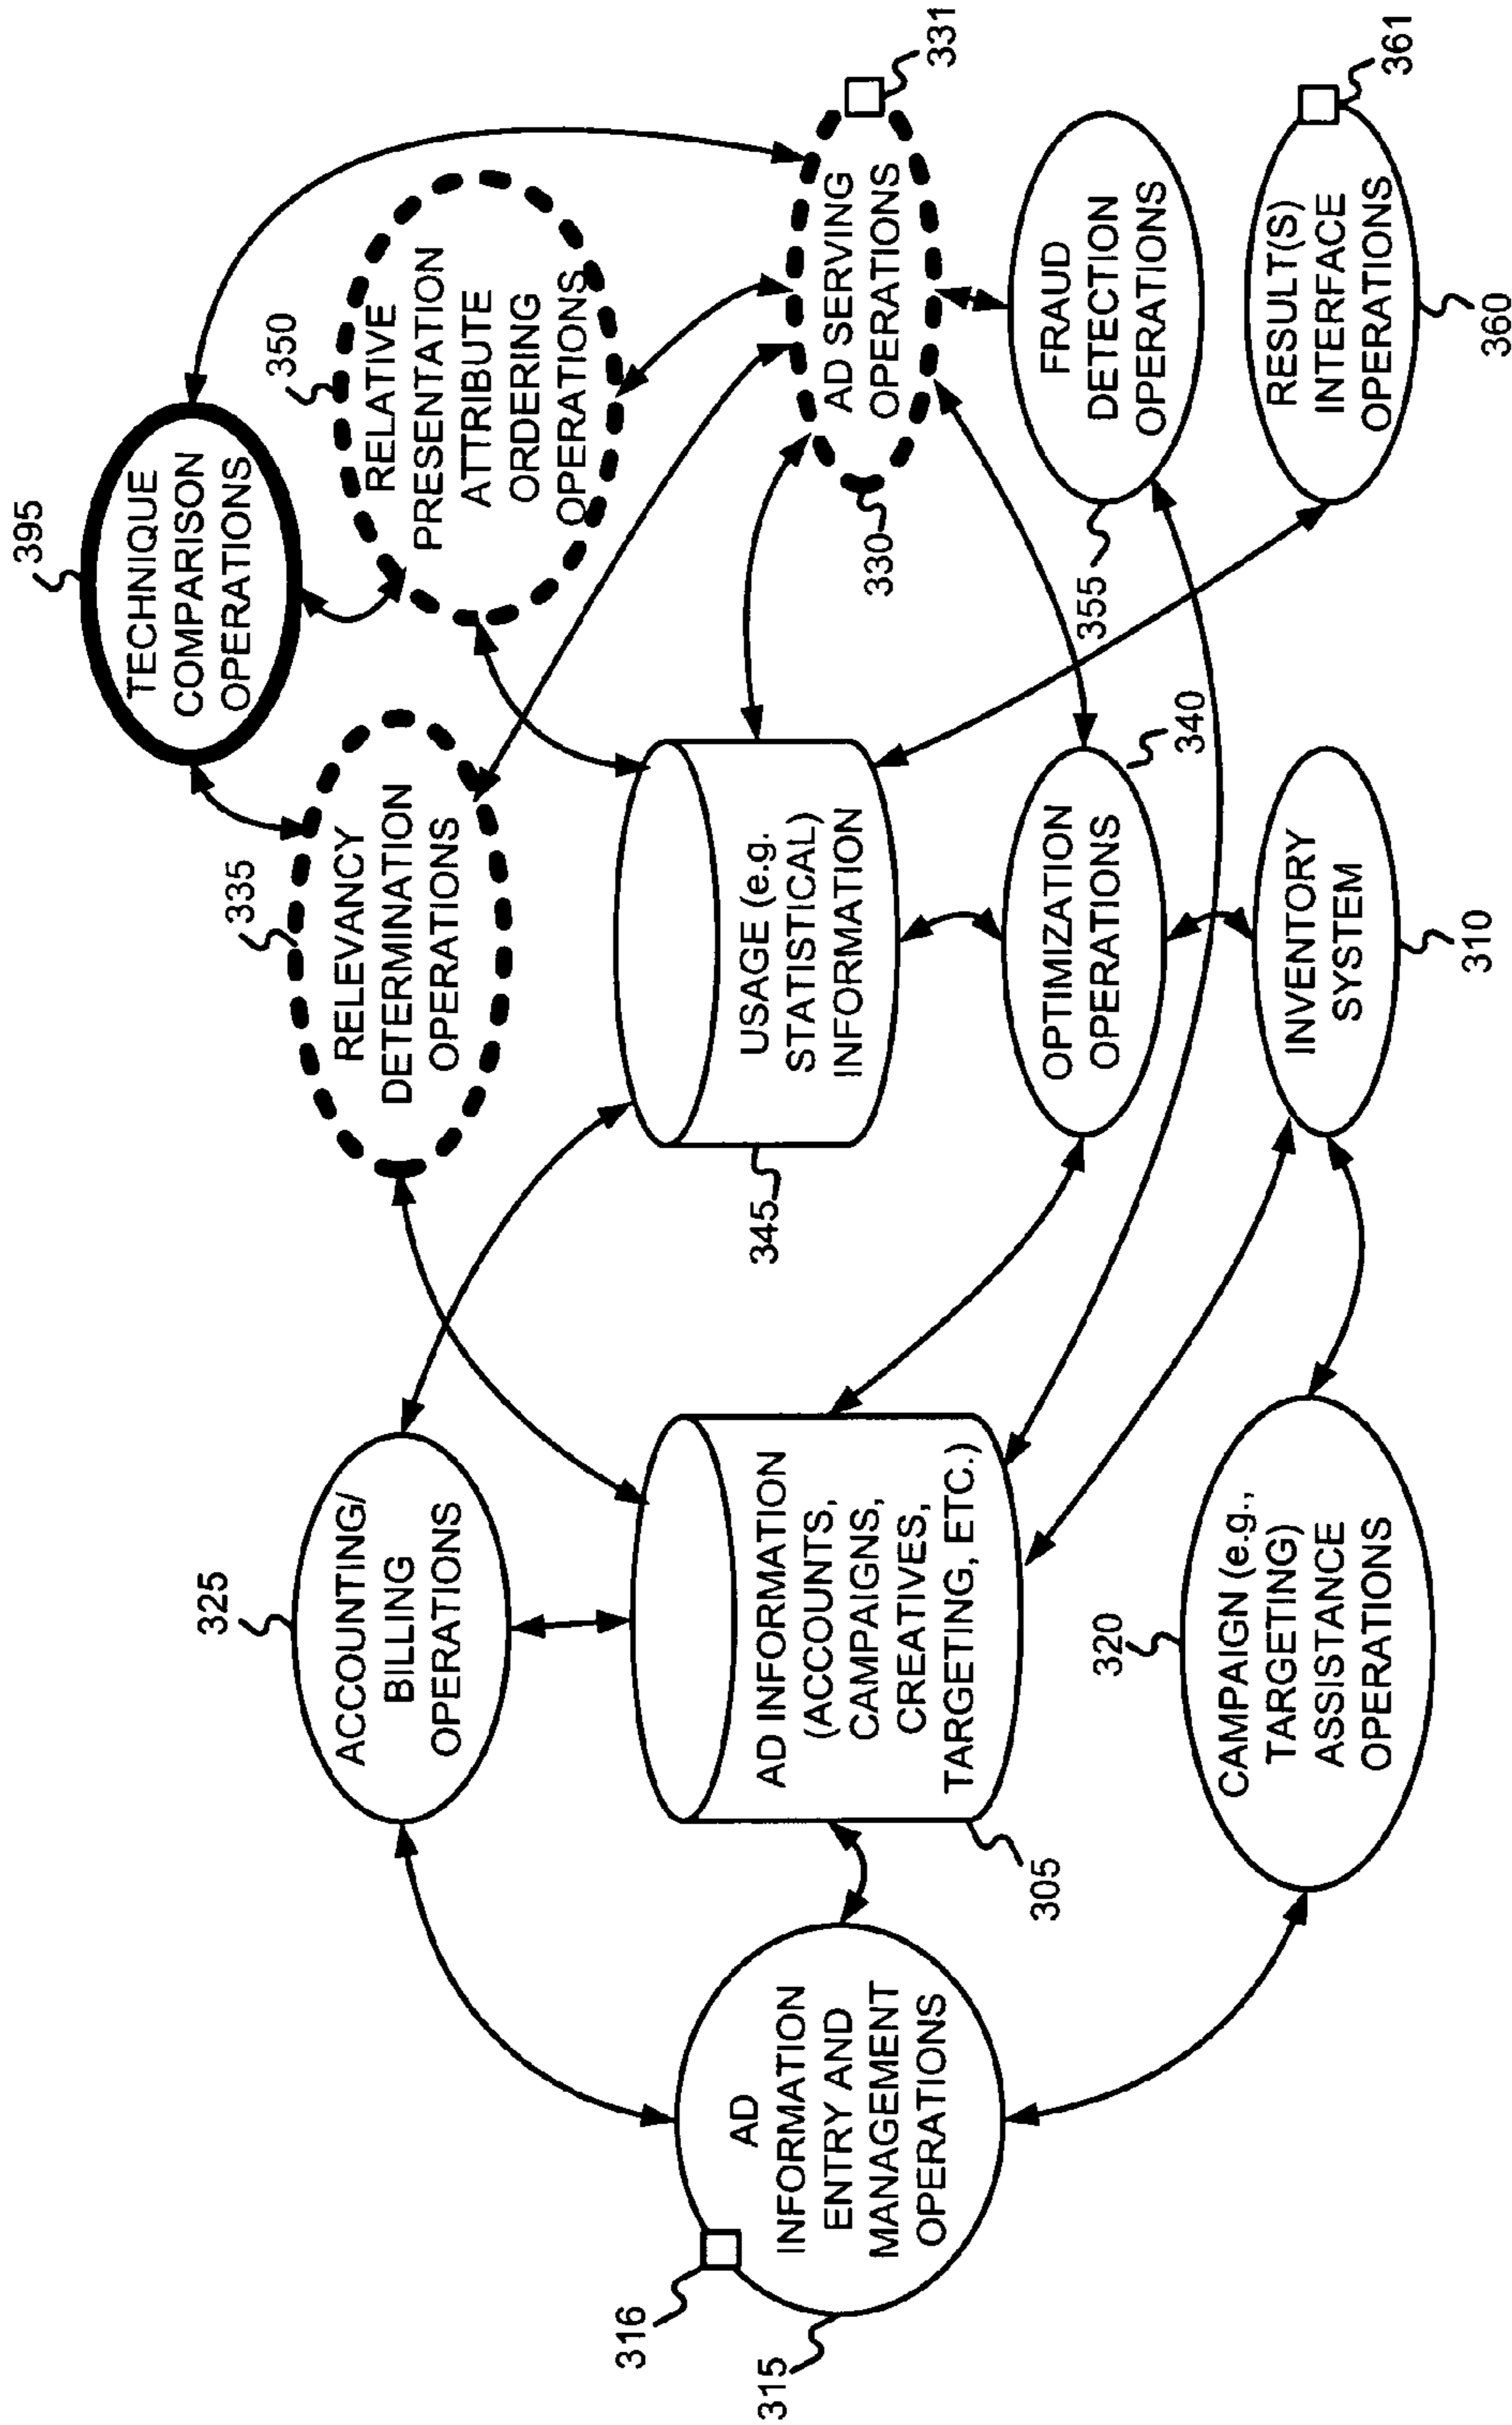 395
TECHNIQUE
COMPARISON
OPERATIONS
350
RELATIVE
PRESENTATION
ATTRIBUTE
ORDERING
OPERATIONS
335
RELEVANCY
DETERMINATION
OPERATIONS
325
ACCOUNTING/
BILLING
OPERATIONS
316
315
AD
INFORMATION
ENTRY AND
MANAGEMENT
OPERATIONS
AD INFORMATION
(ACCOUNTS,
CAMPAIGNS,
CREATIVES,
TARGETING, ETC.)
305
345
USAGE (e.g.
STATISTICAL)
INFORMATION
AD SERVING
OPERATIONS
331
330
355
FRAUD
DETECTION
OPERATIONS
340
OPTIMIZATION
OPERATIONS
320
CAMPAIGN (e.g.,
TARGETING)
ASSISTANCE
OPERATIONS
INVENTORY
SYSTEM
310
RESULT(S)
INTERFACE
OPERATIONS
361
360